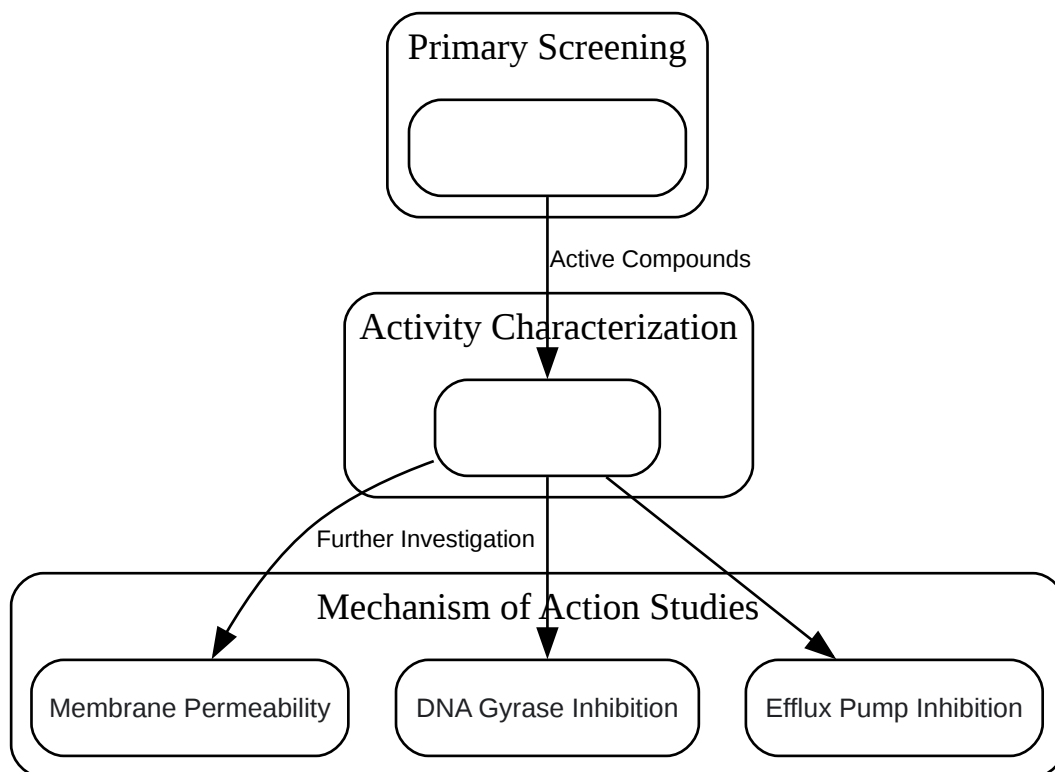 Primary Screening
Active Compounds
Activity Characterization
Further Investigation
Mechanism of Action Studies
Membrane Permeability
DNA Gyrase Inhibition
Efflux Pump Inhibition